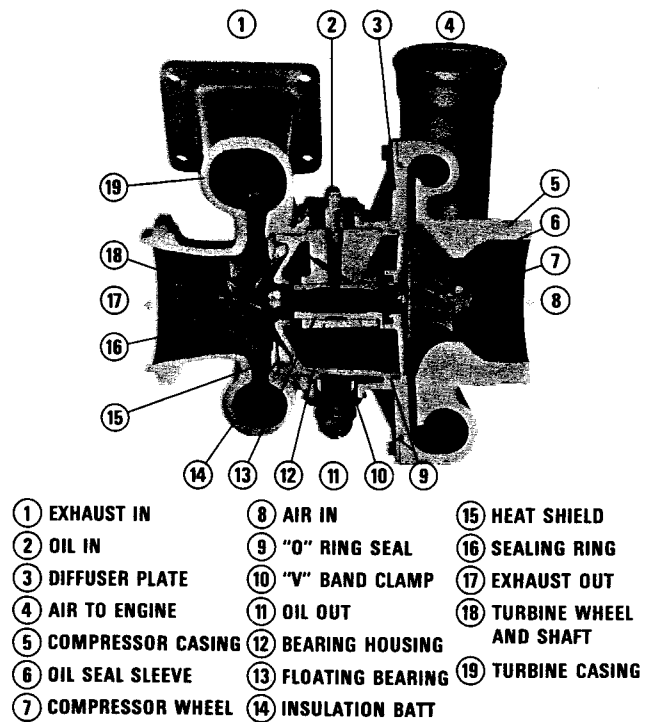 1 2 3 4
19
5
6
18
7
17
8
16
15
14 13 12 11 10 9
1 EXHAUST IN
2 OIL IN
3 DIFFUSER PLATE
4 AIR TO ENGINE
5 COMPRESSOR CASING
6 OIL SEAL SLEEVE
7 COMPRESSOR WHEEL
8 AIR IN
9 "O" RING SEAL
10 "V" BAND CLAMP
11 OIL OUT
12 BEARING HOUSING
13 FLOATING BEARING
14 INSULATION BATT
15 HEAT SHIELD
16 SEALING RING
17 EXHAUST OUT
18 TURBINE WHEEL
AND SHAFT
19 TURBINE CASING